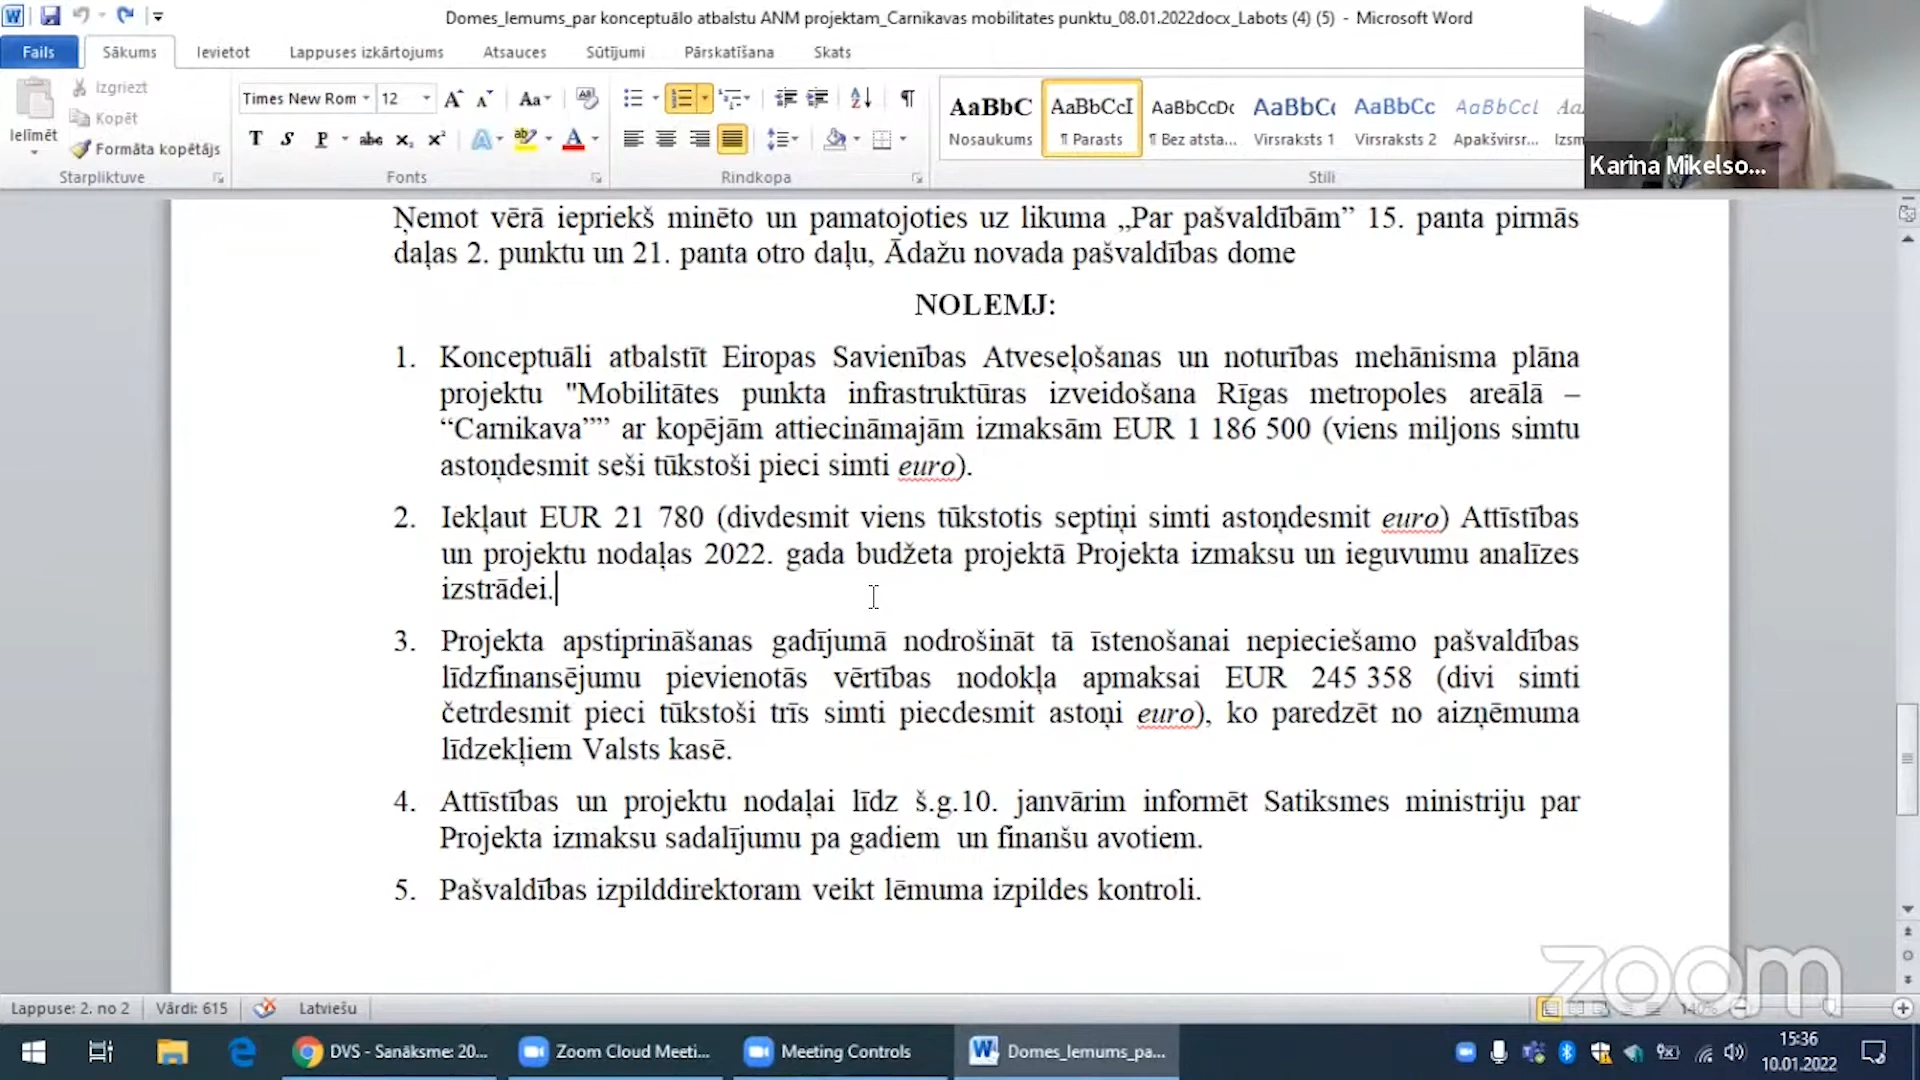 Domes_lemums_par konceptuālo atbalstu ANM projektam_Carnikavas mobilitates punktu_08.01.2022docx_Labots (4) (5) - Microsoft Word
Fails Sākums Ievietot Lappuses izkārtojums Atsauces Sūtījumi Pārskatīšana Skats
Ielīmēt
Izgriezt
Kopēt
Formāta kopētājs
Times New Rom 12
AaBbC AaBbCcI AaBbCcDc AaBbCc AaBbCc AaBbCcI
Nosaukums ¶ Parasts ¶ Bez atsta... Virsraksts 1 Virsraksts 2 Apakšvirsr... Izsm
Starpliktuve Fonts Rindkopa Stili
Karina Mikelso...
Ņemot vērā iepriekš minēto un pamatojoties uz likuma „Par pašvaldībām” 15. panta pirmās
daļas 2. punktu un 21. panta otro daļu, Ādažu novada pašvaldības dome
NOLEMJ:
1. Konceptuāli atbalstīt Eiropas Savienības Atveseļošanas un noturības mehānisma plāna
projektu "Mobilitātes punkta infrastruktūras izveidošana Rīgas metropoles areālā –
“Carnikava”” ar kopējām attiecināmajām izmaksām EUR 1 186 500 (viens miljons simtu
astoņdesmit seši tūkstoši pieci simti euro).
2. Iekļaut EUR 21 780 (divdesmit viens tūkstotis septiņi simti astoņdesmit euro) Attīstības
un projektu nodaļas 2022. gada budžeta projektā Projekta izmaksu un ieguvumu analīzes
izstrādei.
3. Projekta apstiprināšanas gadījumā nodrošināt tā īstenošanai nepieciešamo pašvaldības
līdzfinansējumu pievienotās vērtības nodokļa apmaksai EUR 245 358 (divi simti
četrdesmit pieci tūkstoši trīs simti piecdesmit astoņi euro), ko paredzēt no aizņēmuma
līdzekļiem Valsts kasē.
4. Attīstības un projektu nodaļai līdz š.g.10. janvārim informēt Satiksmes ministriju par
Projekta izmaksu sadalījumu pa gadiem un finanšu avotiem.
5. Pašvaldības izpilddirektoram veikt lēmuma izpildes kontroli.
zoom
Lappuse: 2. no 2 Vārdi: 615 Latviešu 140%
DVS - Sanāksme: 20... Zoom Cloud Meeti... Meeting Controls Domes_lemums_pa...
15:36
10.01.2022